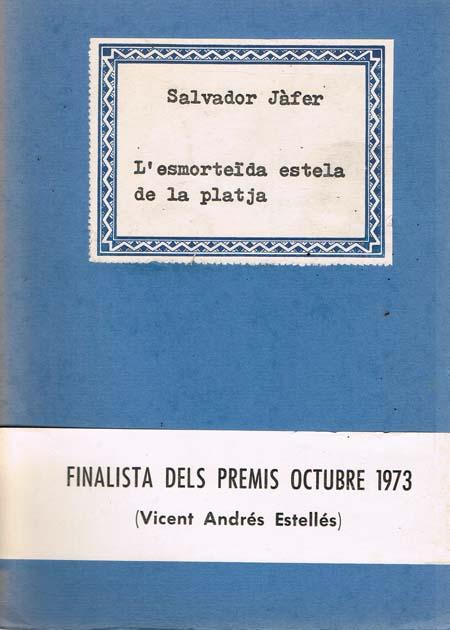 Salvador Jàfer
L'esmorteïda estela
de la platja
FINALISTA DELS PREMIS OCTUBRE 1973
(Vicent Andrés Estellés)